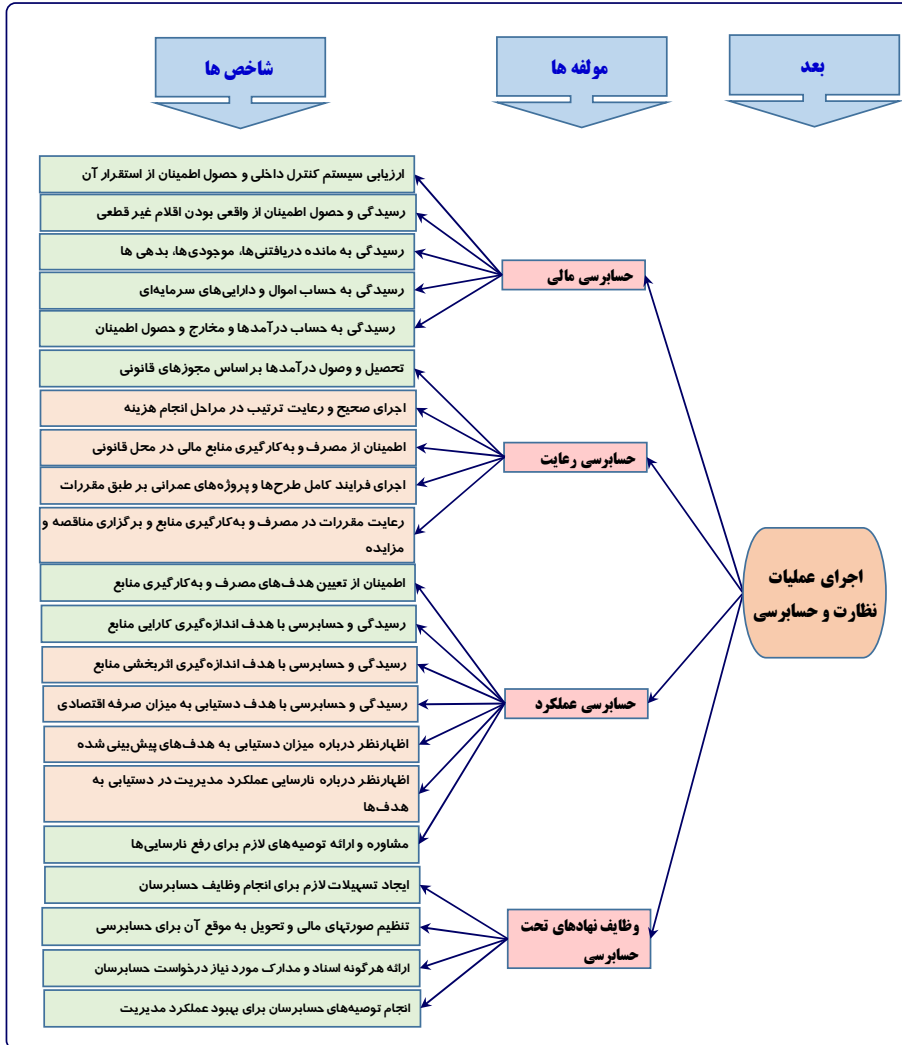 بعد
مولفه ها
شاخص ها
اجرای عملیات
نظارت و حسابرسی
حسابرسی مالی
ارزیابی سیستم کنترل داخلی و حصول اطمینان از استقرار آن
رسیدگی و حصول اطمینان از واقعی بودن اقلام غیر قطعی
رسیدگی به مانده دریافتنی‌ها، موجودی‌ها، بدهی ها
رسیدگی به حساب اموال و دارایی‌های سرمایه‌ای
رسیدگی به حساب درآمدها و مخارج و حصول اطمینان
حسابرسی رعایت
تحصیل و وصول درآمدها بر اساس مجوزهای قانونی
اجرای صحیح و رعایت ترتیب در مراحل انجام هزینه
اطمینان از مصرف و به‌کارگیری منابع مالی در محل قانونی
اجرای فرایند کامل طرح‌ها و پروژه‌های عمرانی بر طبق مقررات
رعایت مقررات در مصرف و به‌کارگیری منابع و برگزاری مناقصه و
مزایده
حسابرسی عملکرد
اطمینان از تعیین هدف‌های مصرف و به‌کارگیری منابع
رسیدگی و حسابرسی با هدف اندازه‌گیری کارایی منابع
رسیدگی و حسابرسی با هدف اندازه‌گیری اثربخشی منابع
رسیدگی و حسابرسی با هدف دستیابی به میزان صرفه اقتصادی
اظهارنظر درباره میزان دستیابی به هدف‌های پیش‌بینی شده
اظهارنظر درباره نارسایی عملکرد مدیریت در دستیابی به
هدف‌ها
مشاوره و ارائه توصیه‌های لازم برای رفع نارسایی‌ها
وظایف نهادهای تحت
حسابرسی
ایجاد تسهیلات لازم برای انجام وظایف حسابرسان
تنظیم صورتهای مالی و تحویل به موقع آن برای حسابرسی
ارائه هرگونه اسناد و مدارک مورد نیاز درخواست حسابرسان
انجام توصیه‌های حسابرسان برای بهبود عملکرد مدیریت